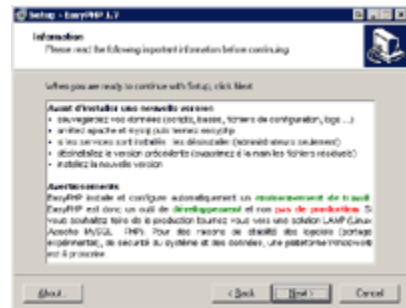 Setup - EasyPHP 1.7
Information
Please read the following important information before continuing.
When you are ready to continue with Setup, click Next.
Avant d'installer une nouvelle version
• sauvegardez vos données (scripts, bases, fichiers de configuration, logs ...)
• arrêtez apache et mysql puis fermez easyphp
• si les services sont installés : les désinstaller (administrateurs seulement)
• désinstallez la version précédente (supprimez à la main les fichiers résiduels)
• installez la nouvelle version
Avertissements
EasyPHP installe et configure automatiquement un environnement de travail
EasyPHP est donc un outil de développement et non pas de production. Si
vous souhaitez faire de la production tournez vous vers une solution LAMP (Linux
Apache MySQL PHP). Pour des raisons de stabilité des logiciels (portage
expérimental), de sécurité du système et des données, une plateforme Windows
est à proscrire
About...
< Back
Next >
Cancel